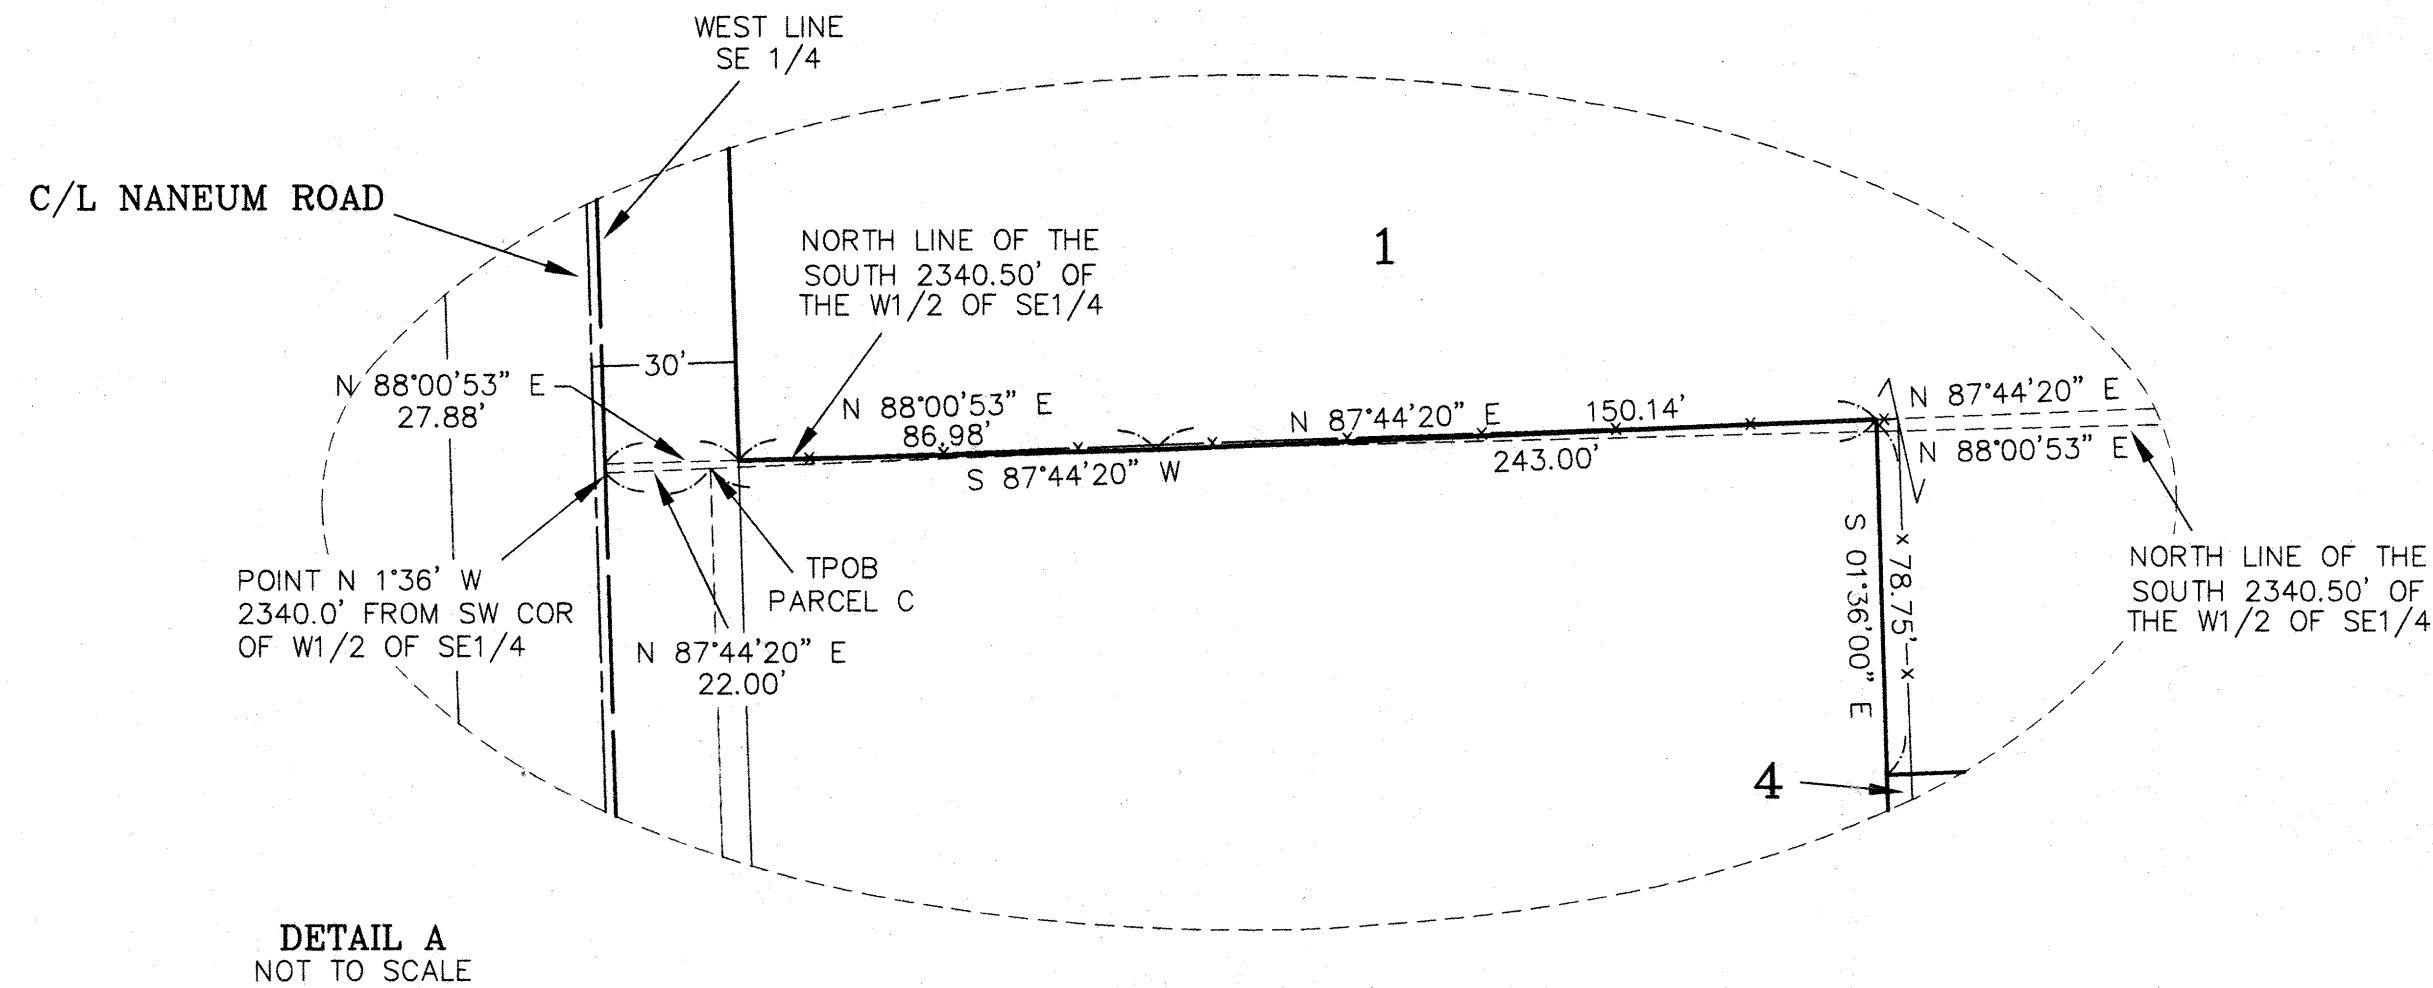 WEST LINE
SE 1/4
C/L NANEUM ROAD
NORTH LINE OF THE
SOUTH 2340.50' OF
THE W1/2 OF SE1/4
1
30'
N 88°00'53" E
27.88'
N 88°00'53" E
86.98'
N 87°44'20" E 150.14'
N 87°44'20" E
S 87°44'20" W
243.00'
N 88°00'53" E
S 01°36'00" E
78.75'
NORTH LINE OF THE
SOUTH 2340.50' OF
THE W1/2 OF SE1/4
POINT N 1°36' W
2340.0' FROM SW COR
OF W1/2 OF SE1/4
TPOB
PARCEL C
N 87°44'20" E
22.00'
4
DETAIL A
NOT TO SCALE